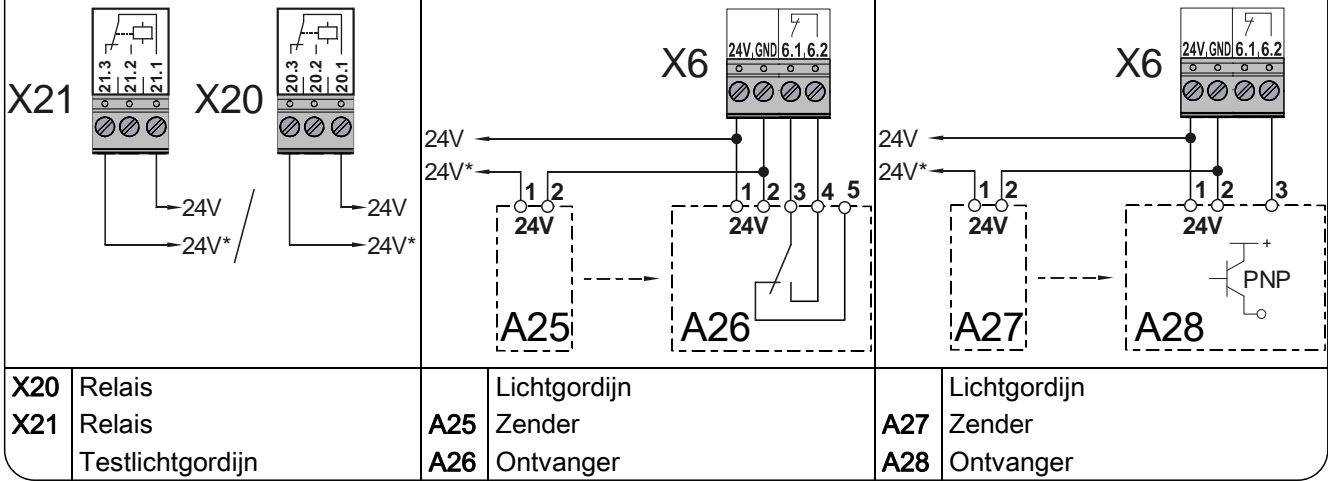 X21
21.3
21.2
21.1
24V
24V*
X20
20.3
20.2
20.1
24V
24V*
X6
24V GND 6.1 6.2
24V
24V*
1 2
24V
A25
1 2 3 4 5
24V
A26
X6
24V GND 6.1 6.2
24V
24V*
1 2
24V
A27
1 2 3
24V
+
PNP
A28
X20 Relais
X21 Relais
Testlichtgordijn
Lichtgordijn
A25 Zender
A26 Ontvanger
Lichtgordijn
A27 Zender
A28 Ontvanger